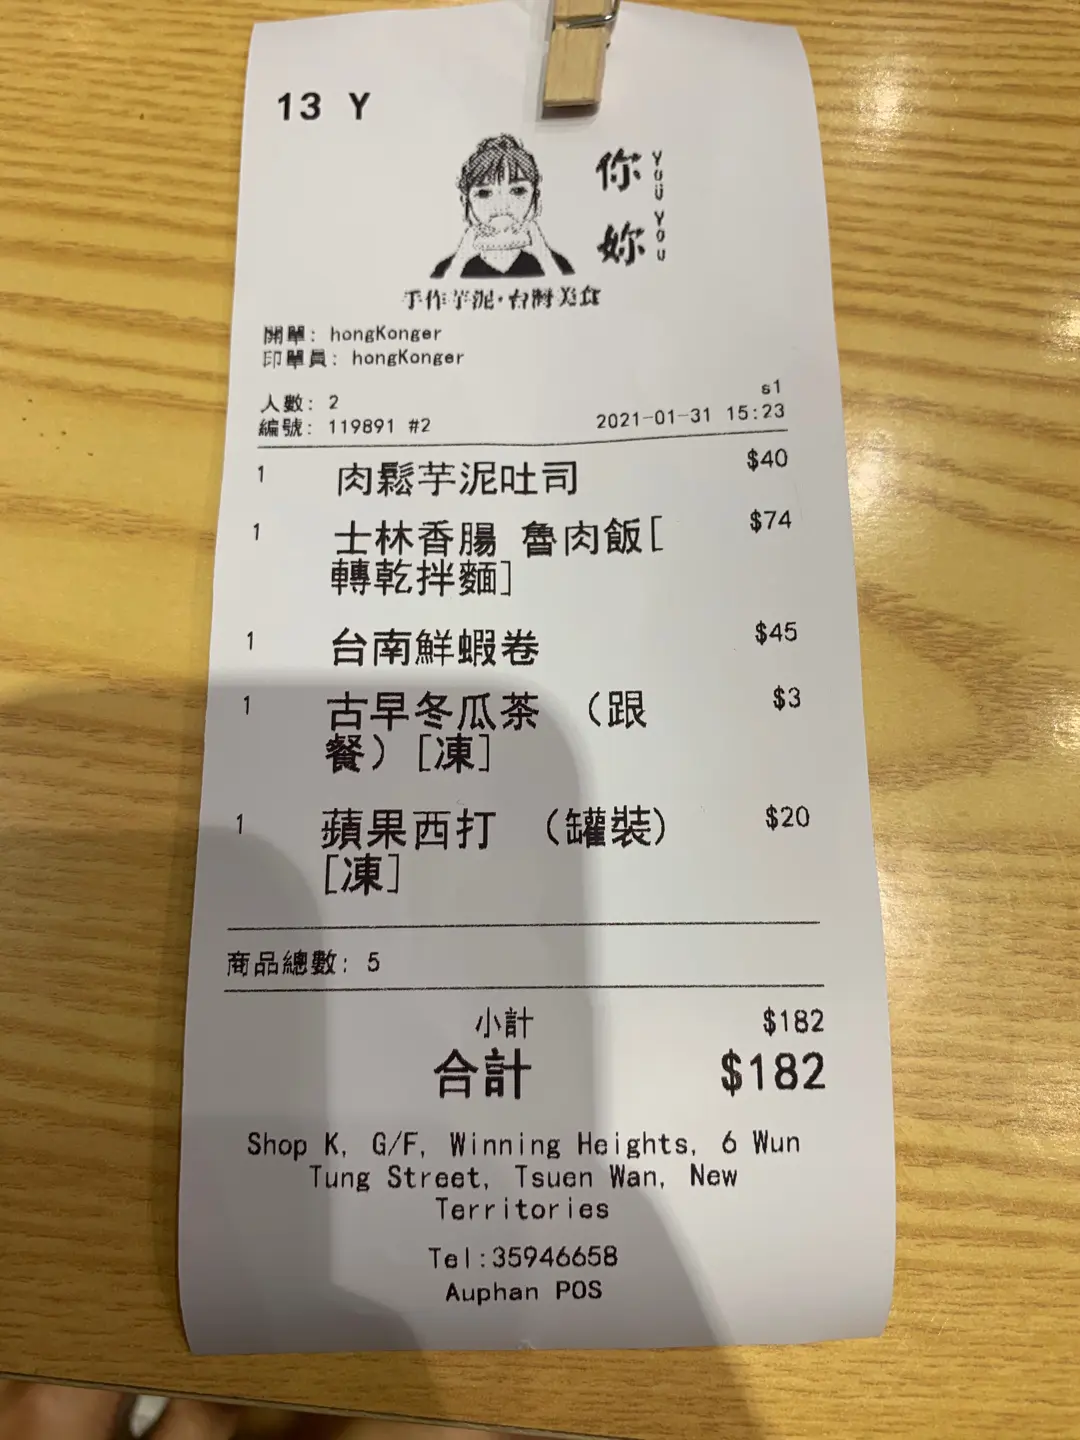 13 Y
你妳
YOU YOU
手作芋泥·台灣美食
開單: hongKonger
印單員: hongKonger
s1
人數: 2
編號: 119891 #2 2021-01-31 15:23
1 肉鬆芋泥吐司 $40
1 士林香腸 魯肉飯[ $74
轉乾拌麵]
1 台南鮮蝦卷 $45
1 古早冬瓜茶 （跟 $3
餐）[凍]
1 蘋果西打 （罐裝） $20
[凍]
商品總數: 5
小計 $182
合計 $182
Shop K, G/F, Winning Heights, 6 Wun
Tung Street, Tsuen Wan, New
Territories
Tel:35946658
Auphan POS